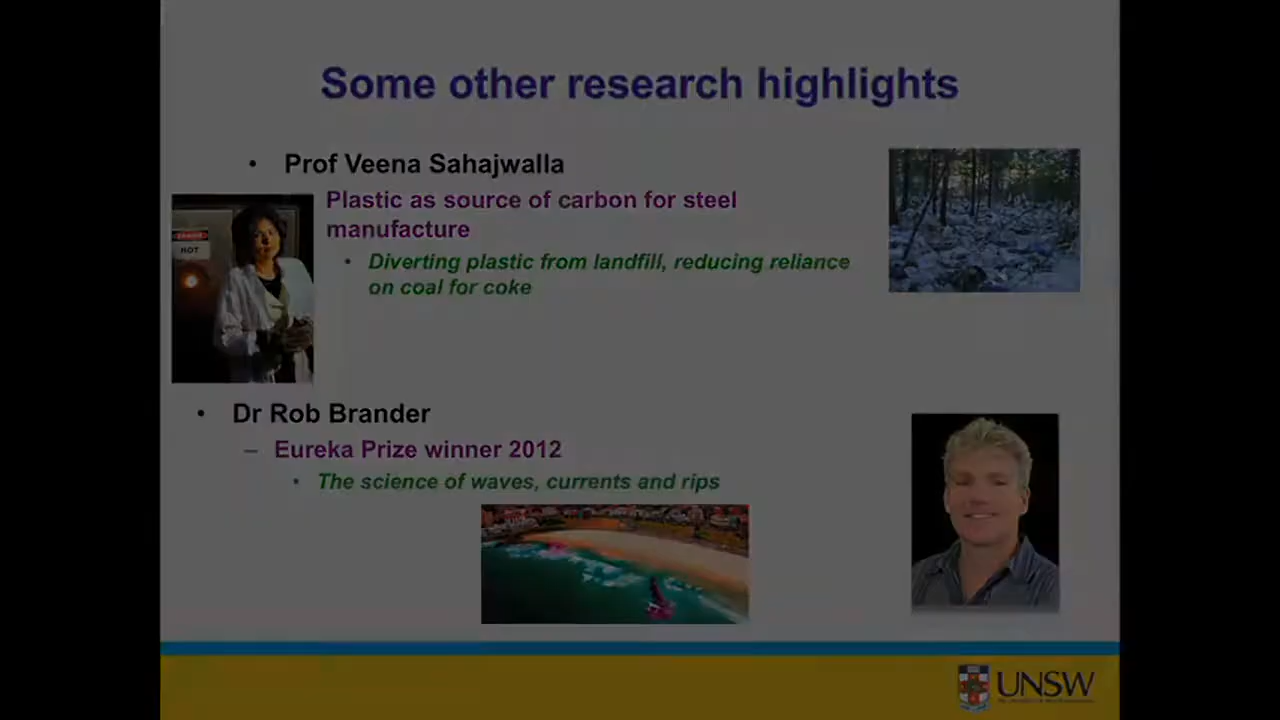 Some other research highlights
• Prof Veena Sahajwalla
Plastic as source of carbon for steel
manufacture
• Diverting plastic from landfill, reducing reliance
on coal for coke
DANGER
HOT
• Dr Rob Brander
– Eureka Prize winner 2012
• The science of waves, currents and rips
UNSW